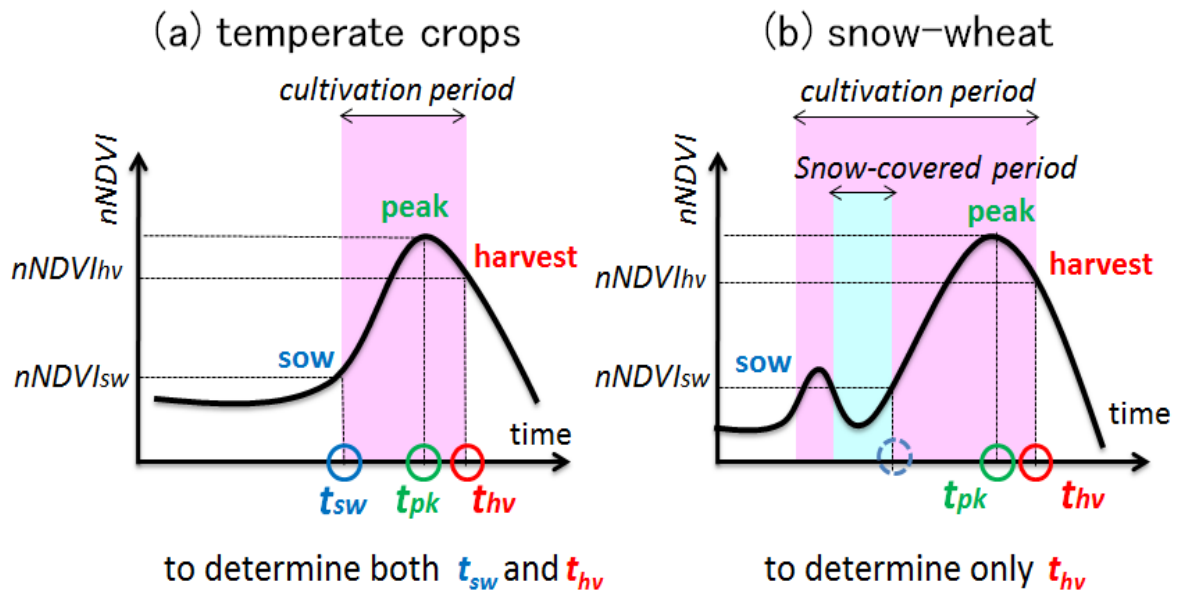 (a) temperate crops
cultivation period
nNDVI
peak
nNDVIhv
harvest
sow
nNDVIsw
time
tsw
tpk
thv
to determine both tsw and thv
(b) snow-wheat
cultivation period
nNDVI
Snow-covered period
peak
nNDVIhv
harvest
sow
nNDVIsw
time
tpk
thv
to determine only thv